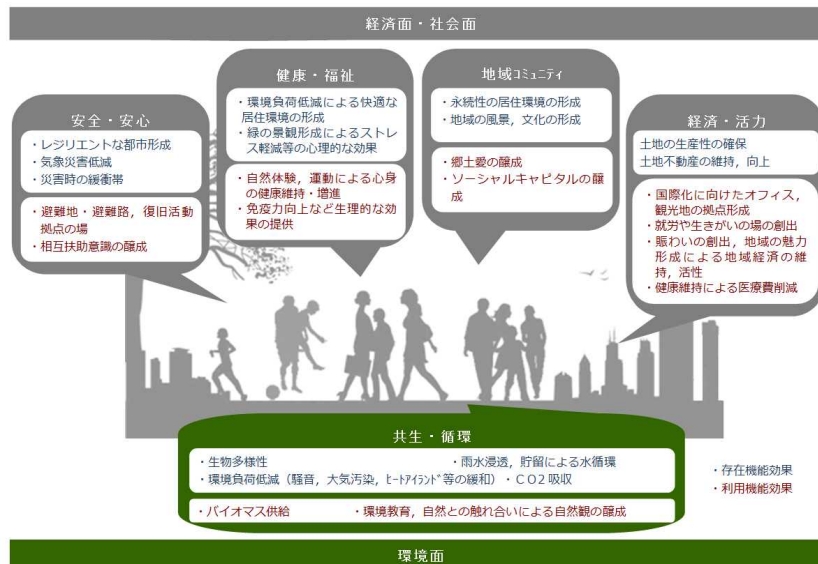 経済面・社会面
健康・福祉
・環境負荷低減による快適な
居住環境の形成
・緑の景観形成によるストレ
ス軽減等の心理的な効果
・自然体験，運動による心身
の健康維持・増進
・免疫力向上など生理的な効
果の提供
地域ｺﾐｭﾆﾃｨ
・永続性の居住環境の形成
・地域の風景，文化の形成
・郷土愛の醸成
・ソーシャルキャピタルの醸
成
安全・安心
・レジリエントな都市形成
・気象災害低減
・災害時の緩衝帯
・避難地・避難路，復旧活動
拠点の場
・相互扶助意識の醸成
経済・活力
土地の生産性の確保
土地不動産の維持，向上
・国際化に向けたオフィス，
観光地の拠点形成
・就労や生きがいの場の創出
・賑わいの創出，地域の魅力
形成による地域経済の維
持，活性
・健康維持による医療費削減
共生・循環
・生物多様性　・雨水浸透，貯留による水循環
・環境負荷低減（騒音，大気汚染，ﾋｰﾄｱｲﾗﾝﾄﾞ等の緩和）・ＣＯ２吸収
・バイオマス供給　・環境教育，自然との触れ合いによる自然観の醸成
・存在機能効果
・利用機能効果
環境面